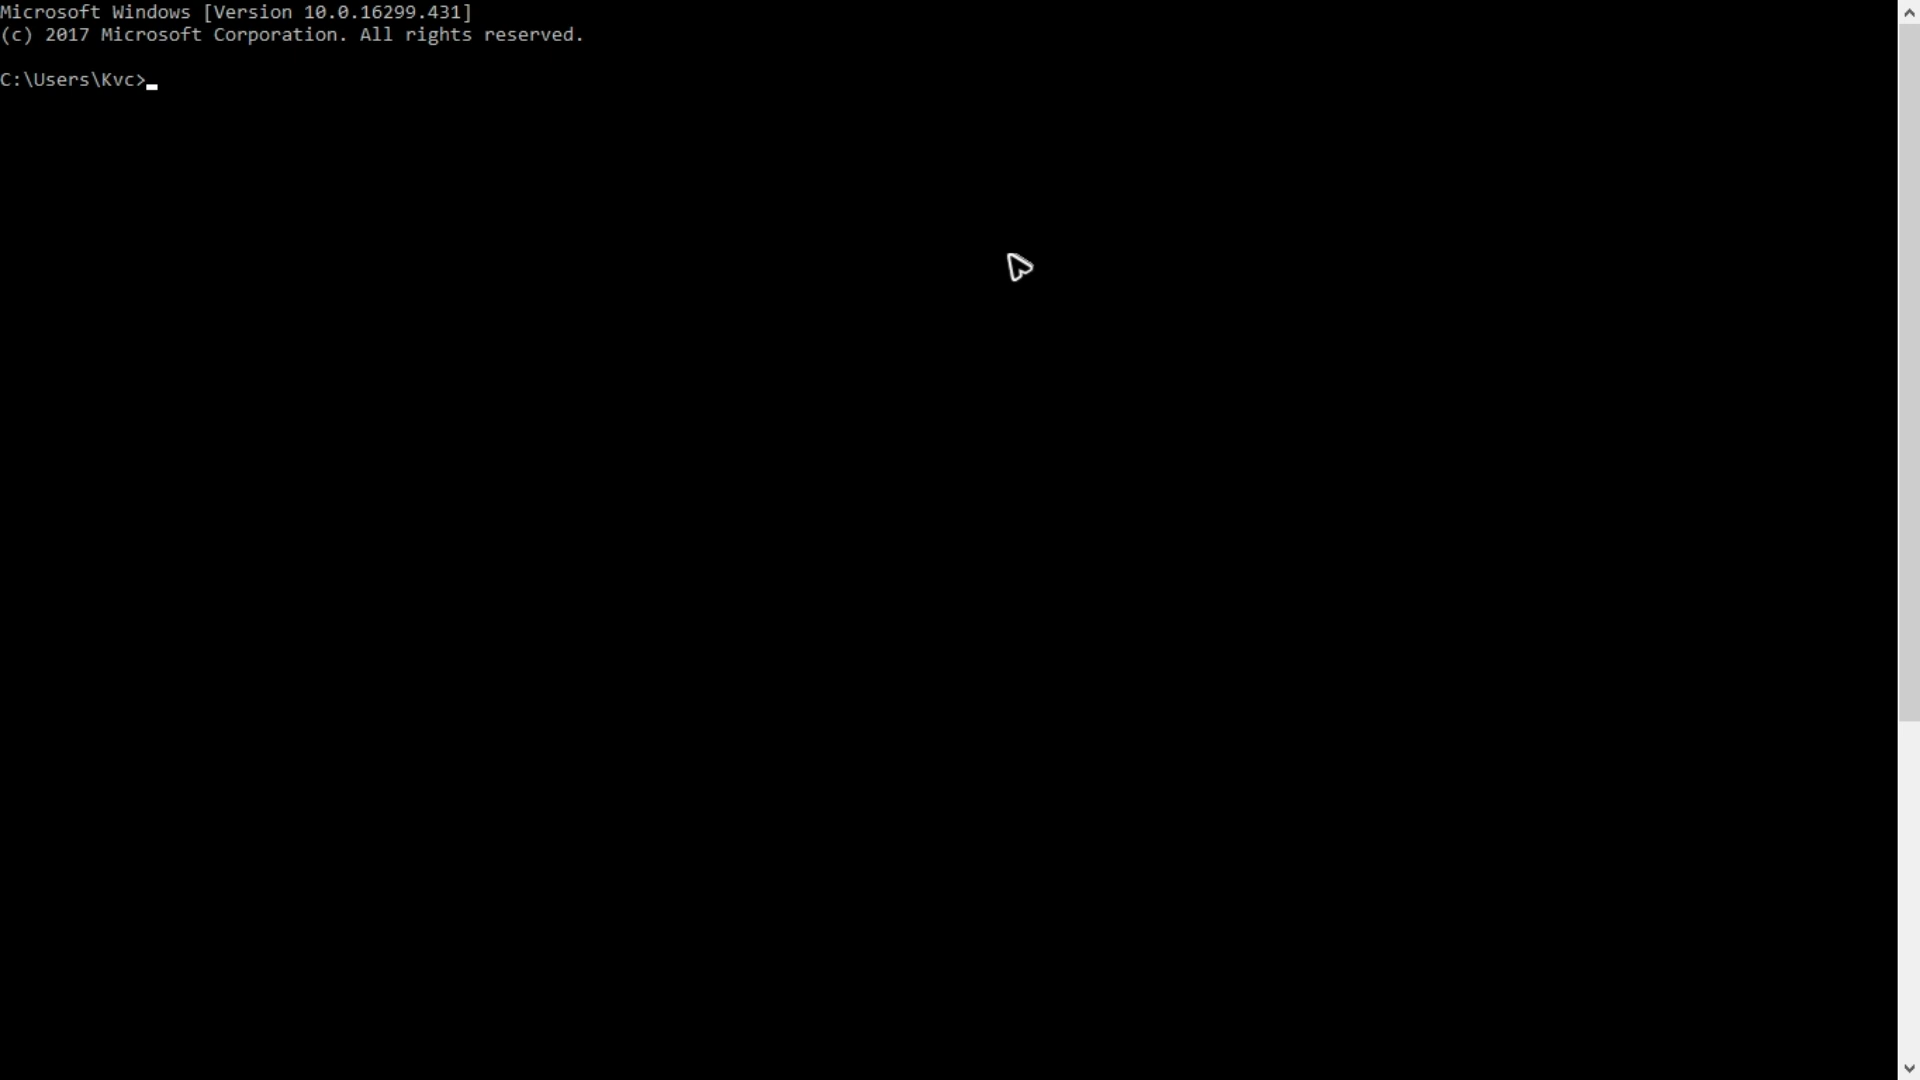 Microsoft Windows [Version 10.0.16299.431]
(c) 2017 Microsoft Corporation. All rights reserved.
C:\Users\Kvc>